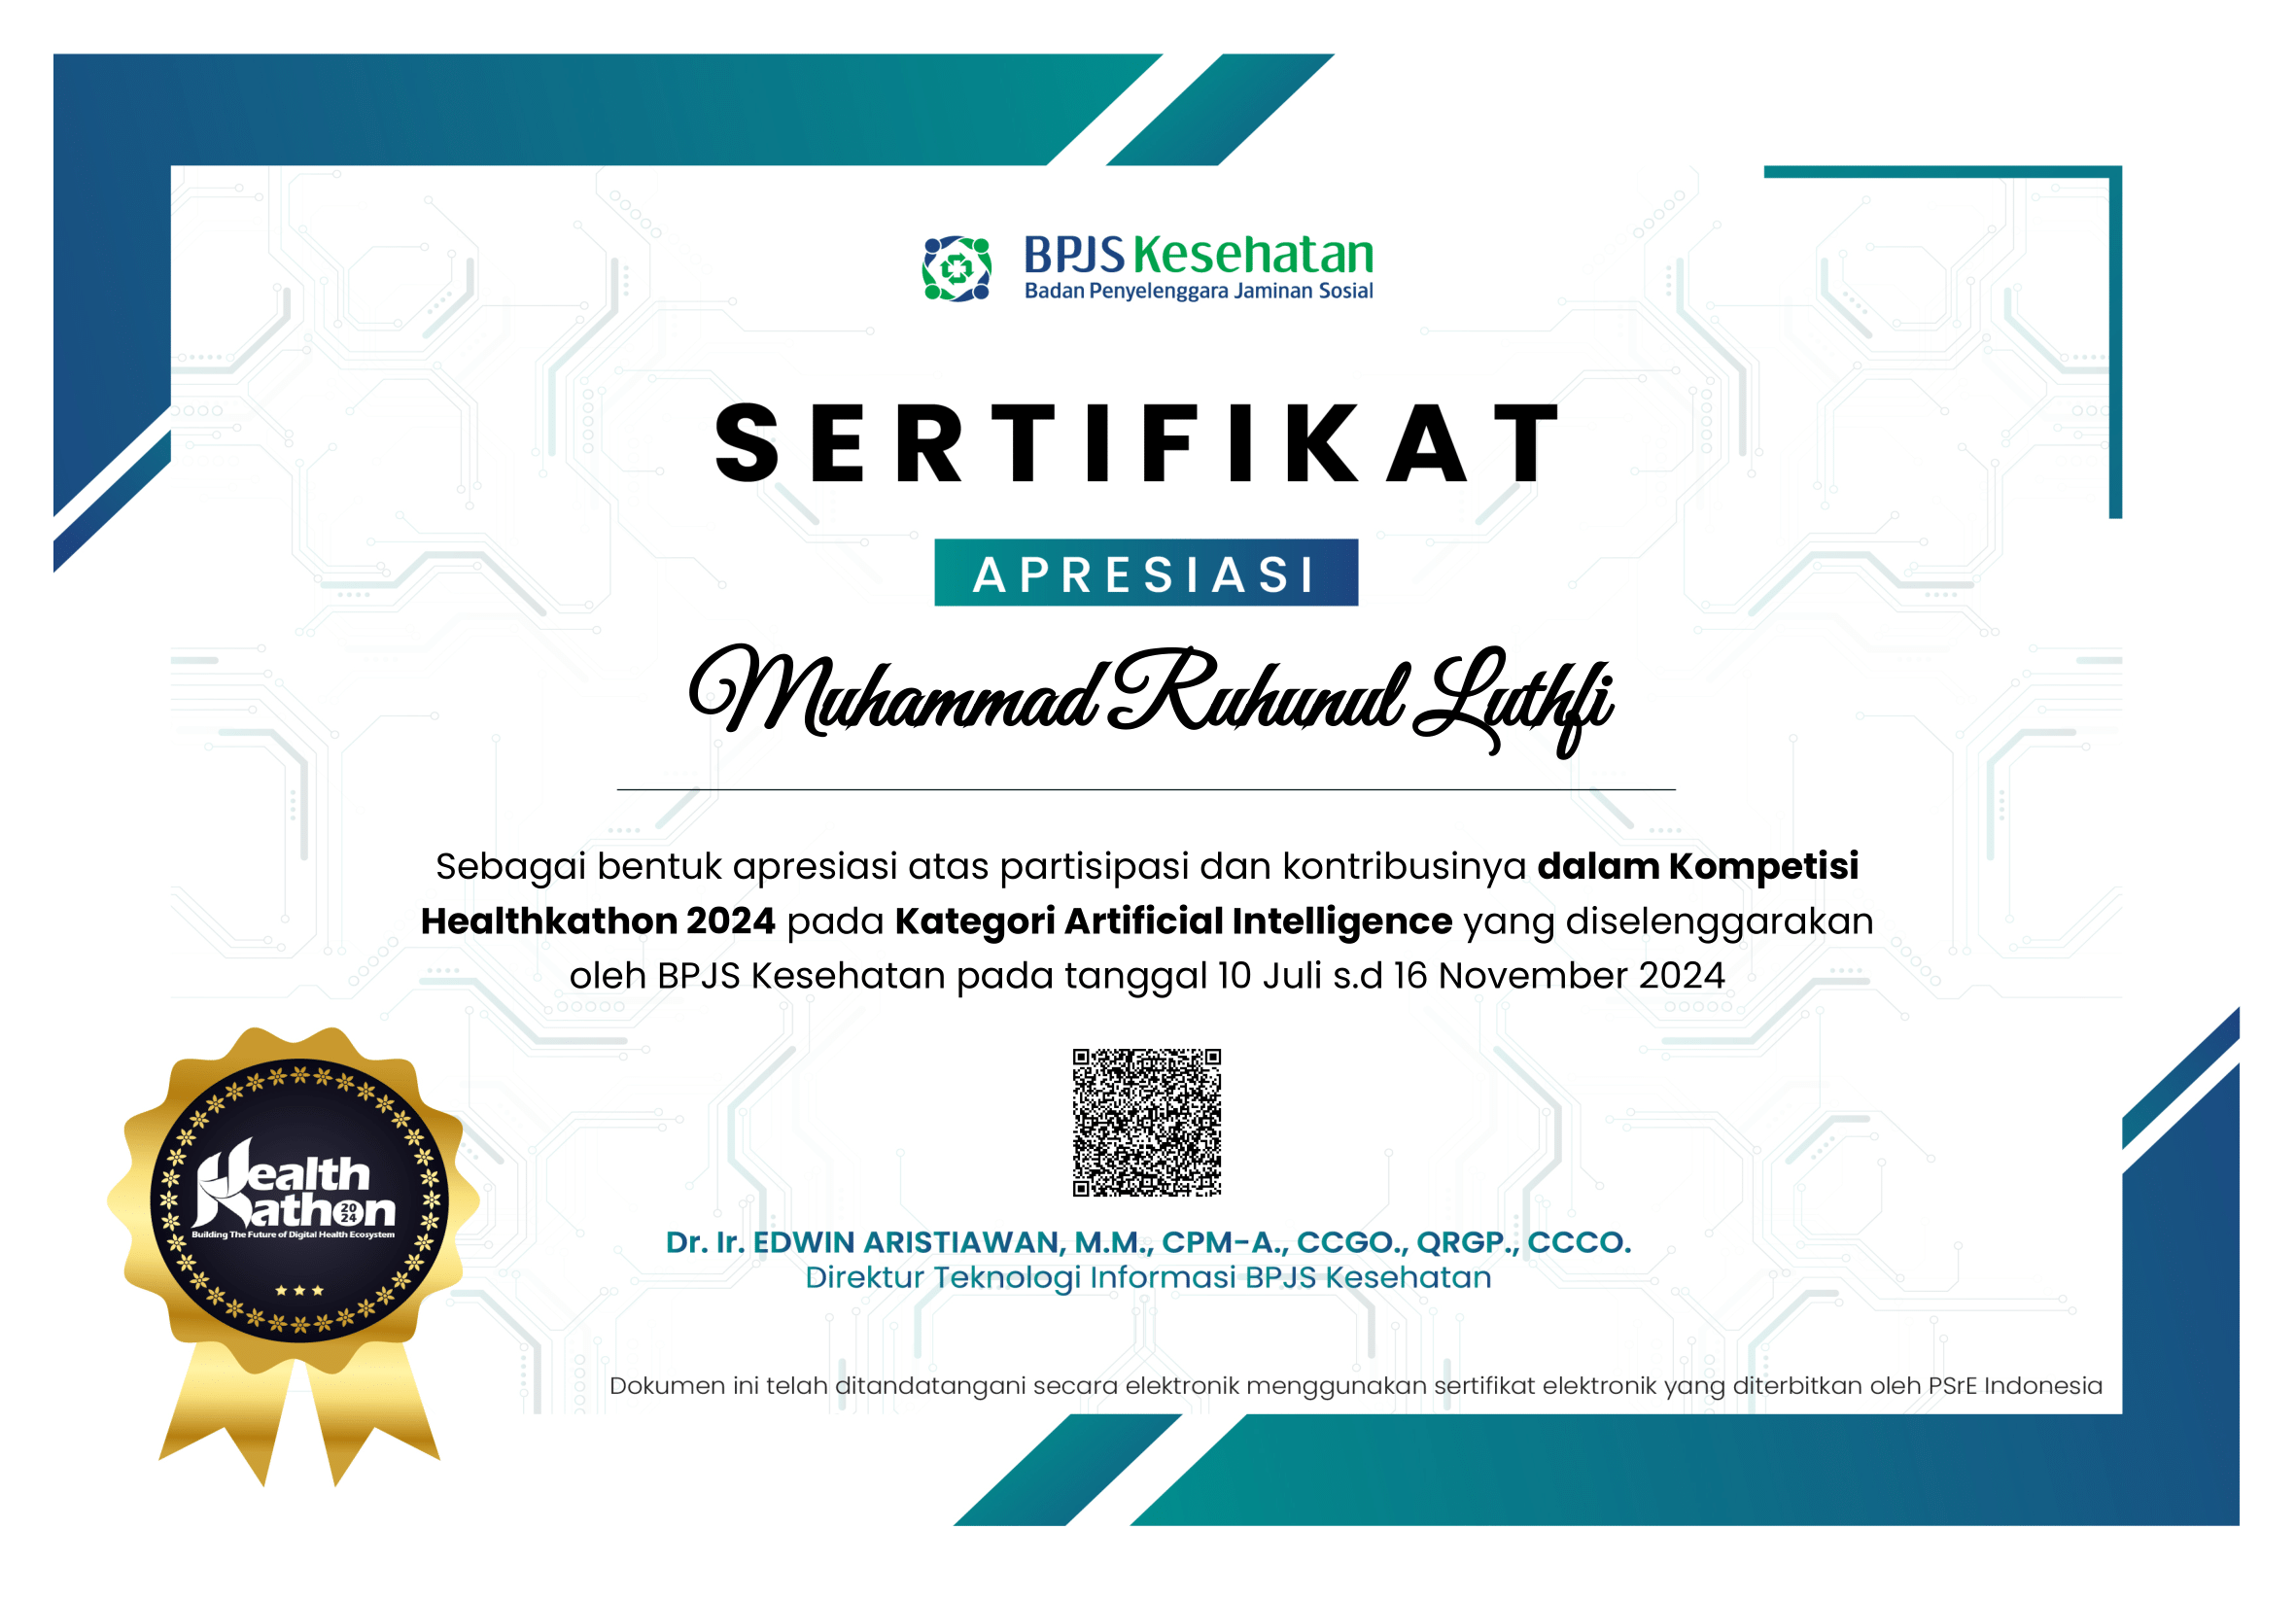 BPJS Kesehatan
Badan Penyelenggara Jaminan Sosial
SERTIFIKAT
APRESIASI
Muhammad Ruhunul Luthfi
Sebagai bentuk apresiasi atas partisipasi dan kontribusinya dalam Kompetisi
Healthkathon 2024 pada Kategori Artificial Intelligence yang diselenggarakan
oleh BPJS Kesehatan pada tanggal 10 Juli s.d 16 November 2024
Health
Kathon 2024
Building The Future of Digital Health Ecosystem
Dr. Ir. EDWIN ARISTIAWAN, M.M., CPM-A., CCGO., QRGP., CCCO.
Direktur Teknologi Informasi BPJS Kesehatan
Dokumen ini telah ditandatangani secara elektronik menggunakan sertifikat elektronik yang diterbitkan oleh PSrE Indonesia